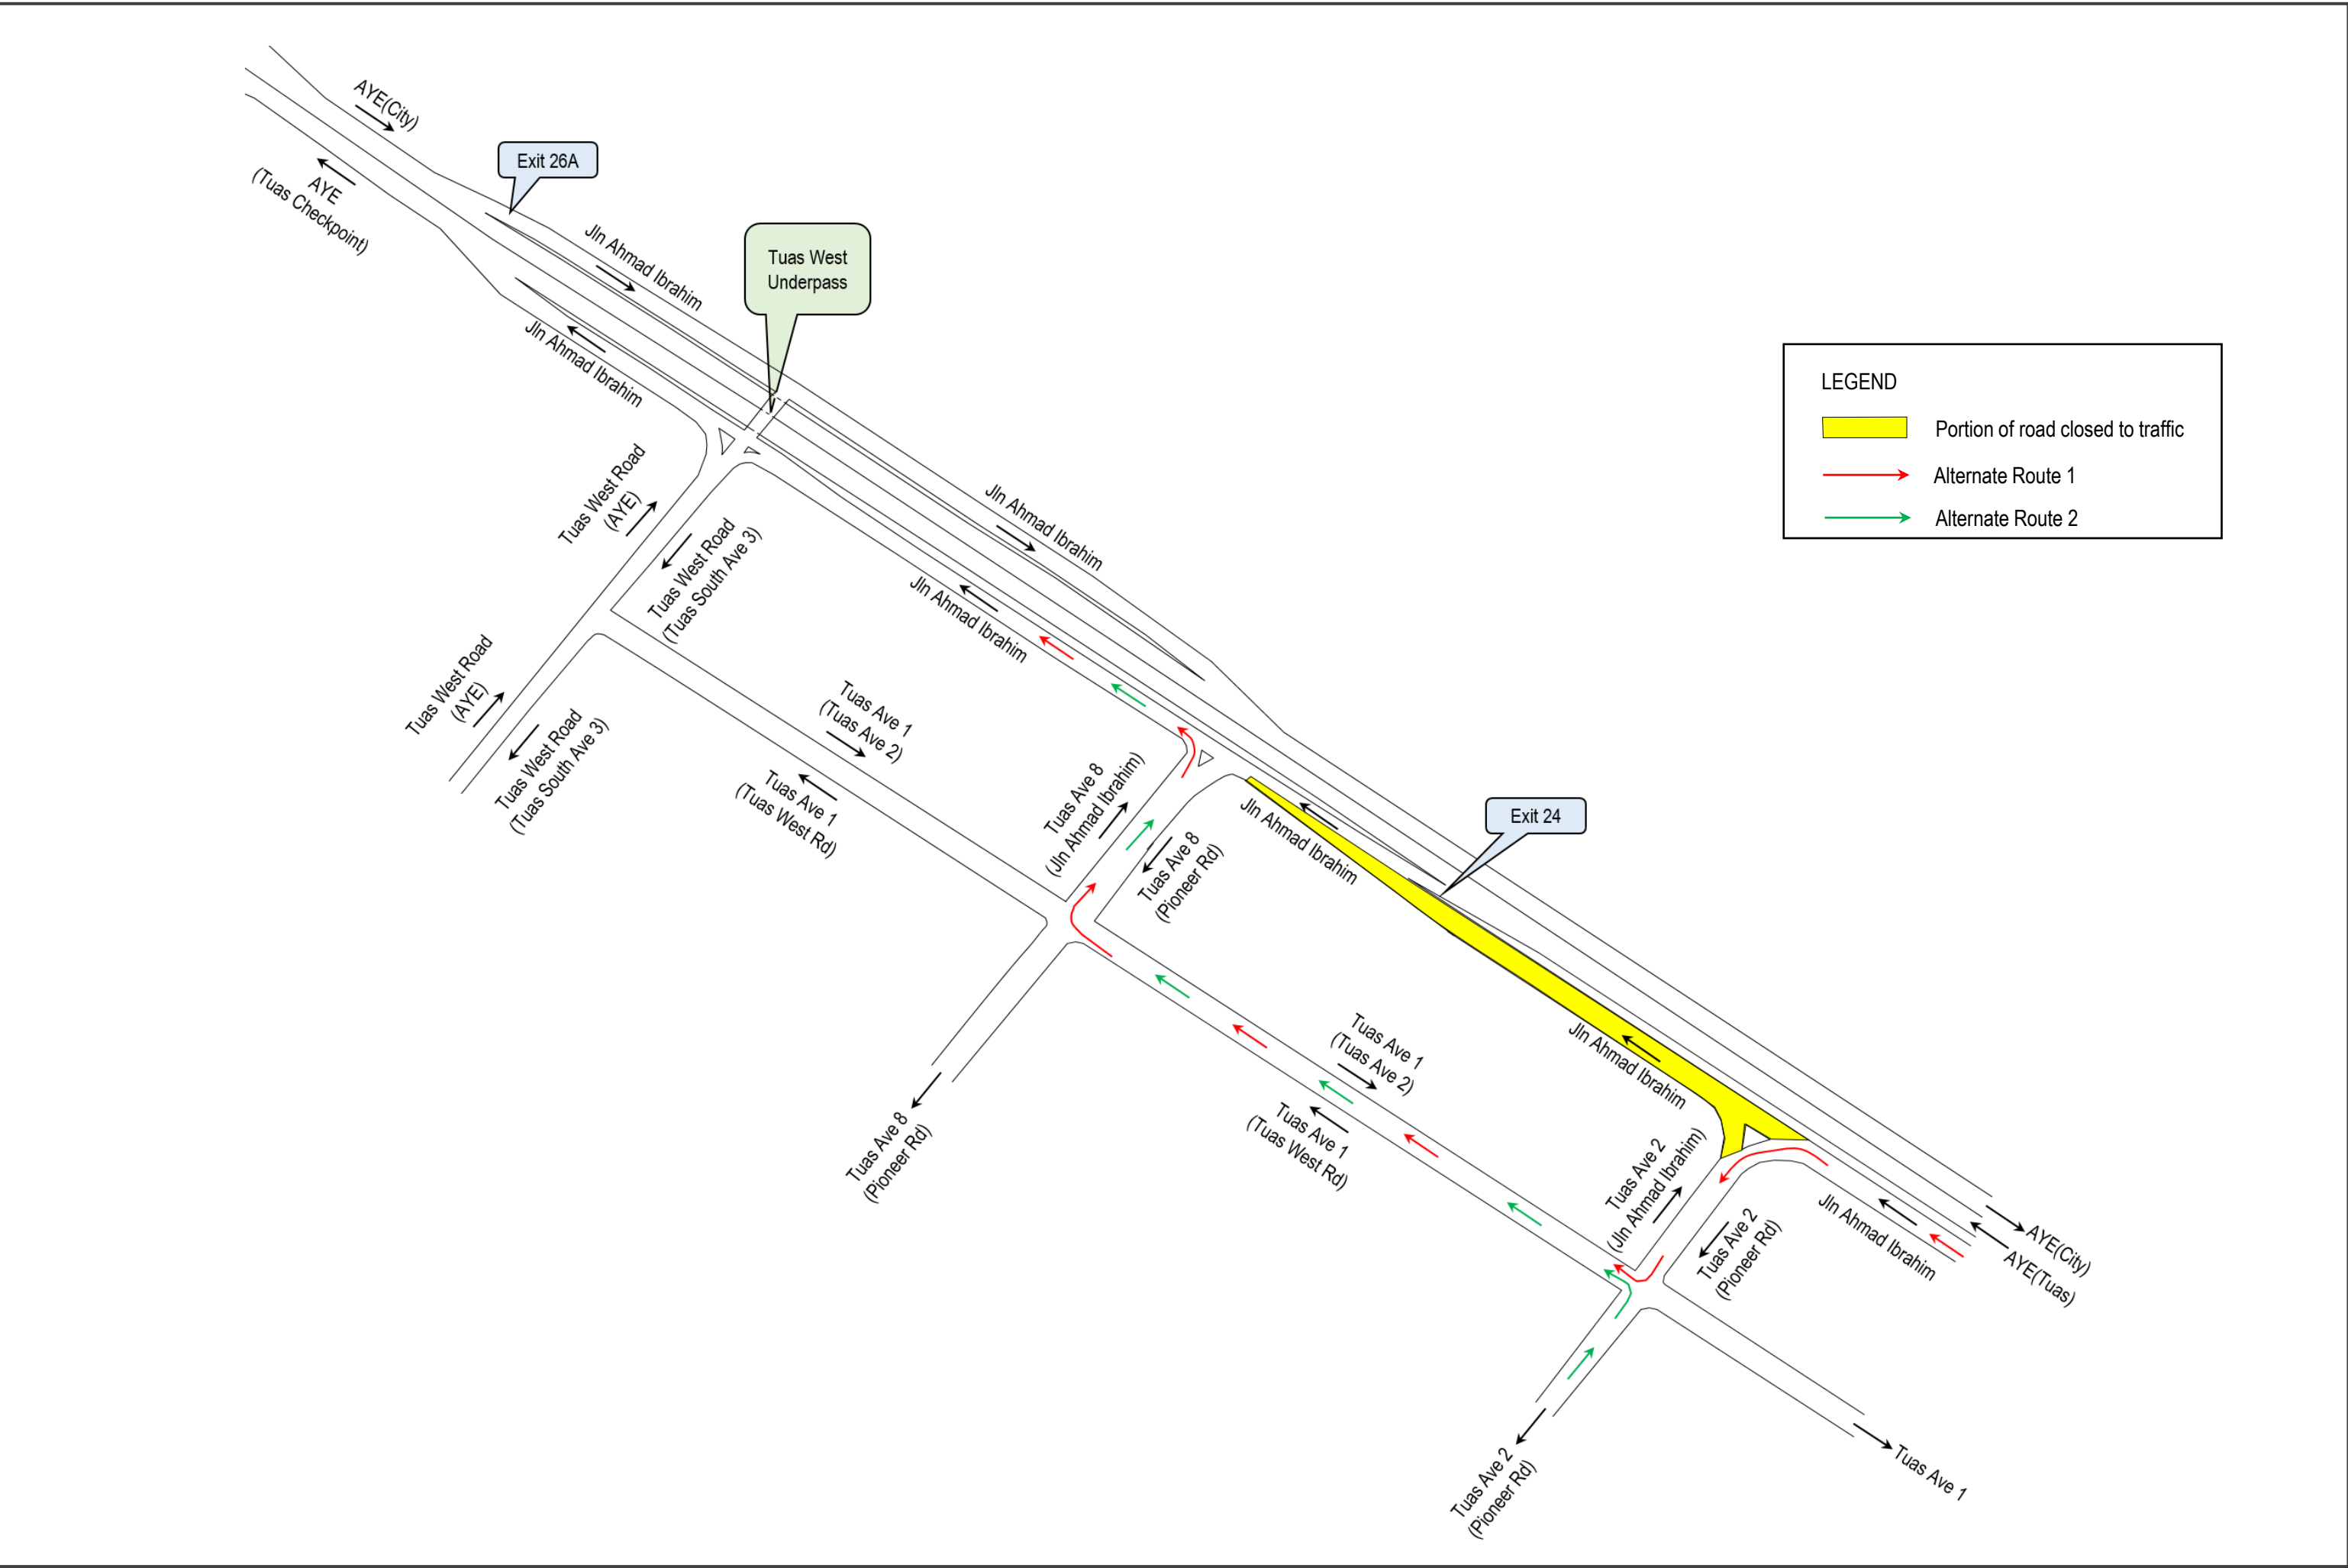 AYE(City)
AYE
(Tuas Checkpoint)
Exit 26A
Jln Ahmad Ibrahim
Tuas West
Underpass
Jln Ahmad Ibrahim
LEGEND
Portion of road closed to traffic
Alternate Route 1
Alternate Route 2
Tuas West Road
(AYE)
Tuas West Road
(Tuas South Ave 3)
Jln Ahmad Ibrahim
Jln Ahmad Ibrahim
Tuas West Road
(AYE)
Tuas West Road
(Tuas South Ave 3)
Tuas Ave 1
(Tuas Ave 2)
Tuas Ave 1
(Tuas West Rd)
Tuas Ave 8
(Jln Ahmad Ibrahim)
Tuas Ave 8
(Pioneer Rd)
Jln Ahmad Ibrahim
Exit 24
Tuas Ave 1
(Tuas Ave 2)
Tuas Ave 1
(Tuas West Rd)
Jln Ahmad Ibrahim
Tuas Ave 8
(Pioneer Rd)
Tuas Ave 2
(Jln Ahmad Ibrahim)
Tuas Ave 2
(Pioneer Rd)
Jln Ahmad Ibrahim
AYE(City)
AYE(Tuas)
Tuas Ave 2
(Pioneer Rd)
Tuas Ave 1